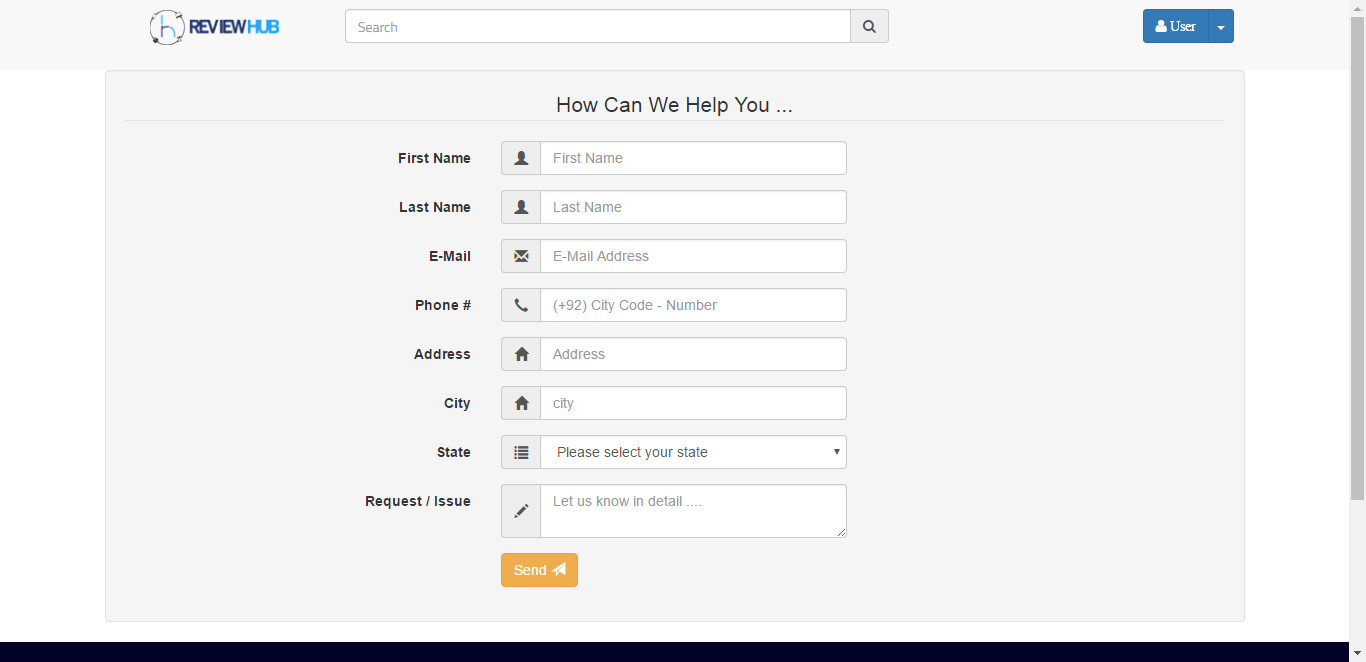 REVIEWHUB
Search
User
How Can We Help You ...
First Name
First Name
Last Name
Last Name
E-Mail
E-Mail Address
Phone #
(+92) City Code - Number
Address
Address
City
city
State
Please select your state
Request / Issue
Let us know in detail ....
Send